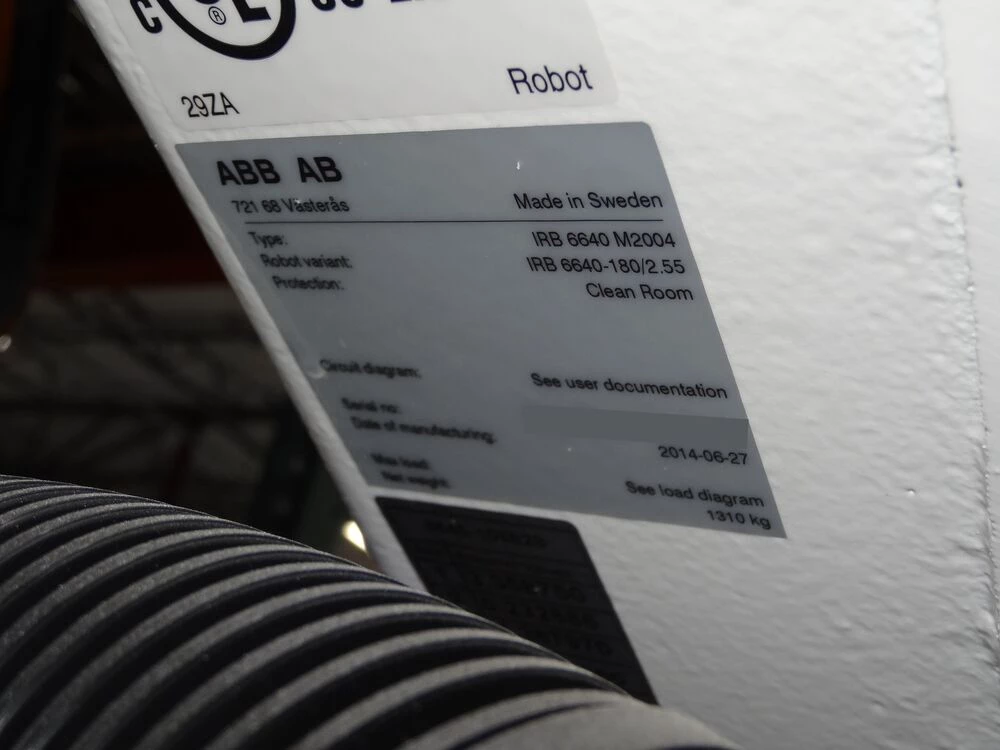 C UL ® US
29ZA
Robot
ABB AB
721 68 Västerås
Made in Sweden
Type: IRB 6640 M2004
Robot variant: IRB 6640-180/2.55
Protection: Clean Room
Circuit diagram: See user documentation
Serial no:
Date of manufacturing: 2014-06-27
Max load: See load diagram
Net weight: 1310 kg